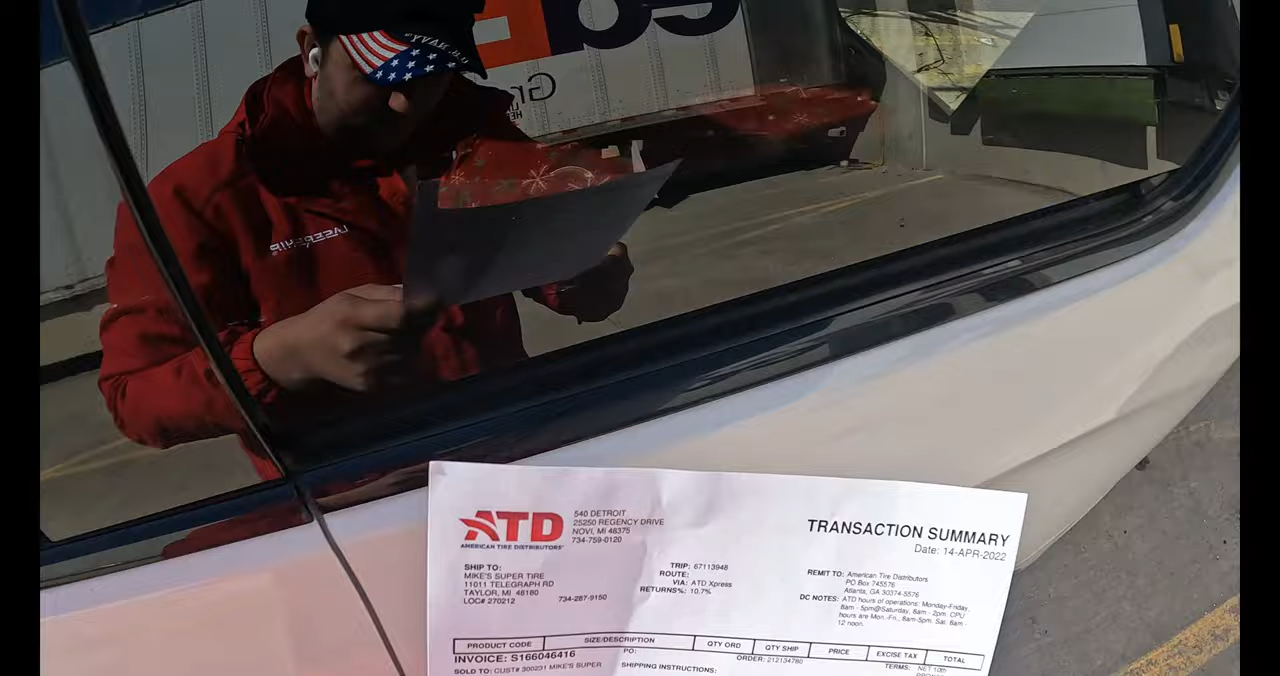 U.S. NAVY
FedEx
Gr
LASERSHIP
ATD
AMERICAN TIRE DISTRIBUTORS
540 DETROIT
25250 REGENCY DRIVE
NOVI, MI 48375
734-759-0120
TRANSACTION SUMMARY
Date: 14-APR-2022
SHIP TO:
MIKE'S SUPER TIRE
11011 TELEGRAPH RD
TAYLOR, MI 48180
LOC# 270212 734-287-9150
TRIP: 67113948
ROUTE:
VIA: ATD Xpress
RETURNS%: 10.7%
REMIT TO: American Tire Distributors
PO Box 745576
Atlanta, GA 30374-5576
DC NOTES: ATD hours of operations: Monday-Friday,
8am - 5pm@Saturday, 8am - 2pm. CPU
hours are Mon.-Fri., 8am-5pm. Sat. 8am -
12 noon.
PRODUCT CODE SIZE/DESCRIPTION QTY ORD QTY SHIP PRICE EXCISE TAX TOTAL
INVOICE: S166046416 PO: ORDER: 212134780 TERMS: NET 10th
SOLD TO: CUST# 300231 MIKE'S SUPER SHIPPING INSTRUCTIONS: